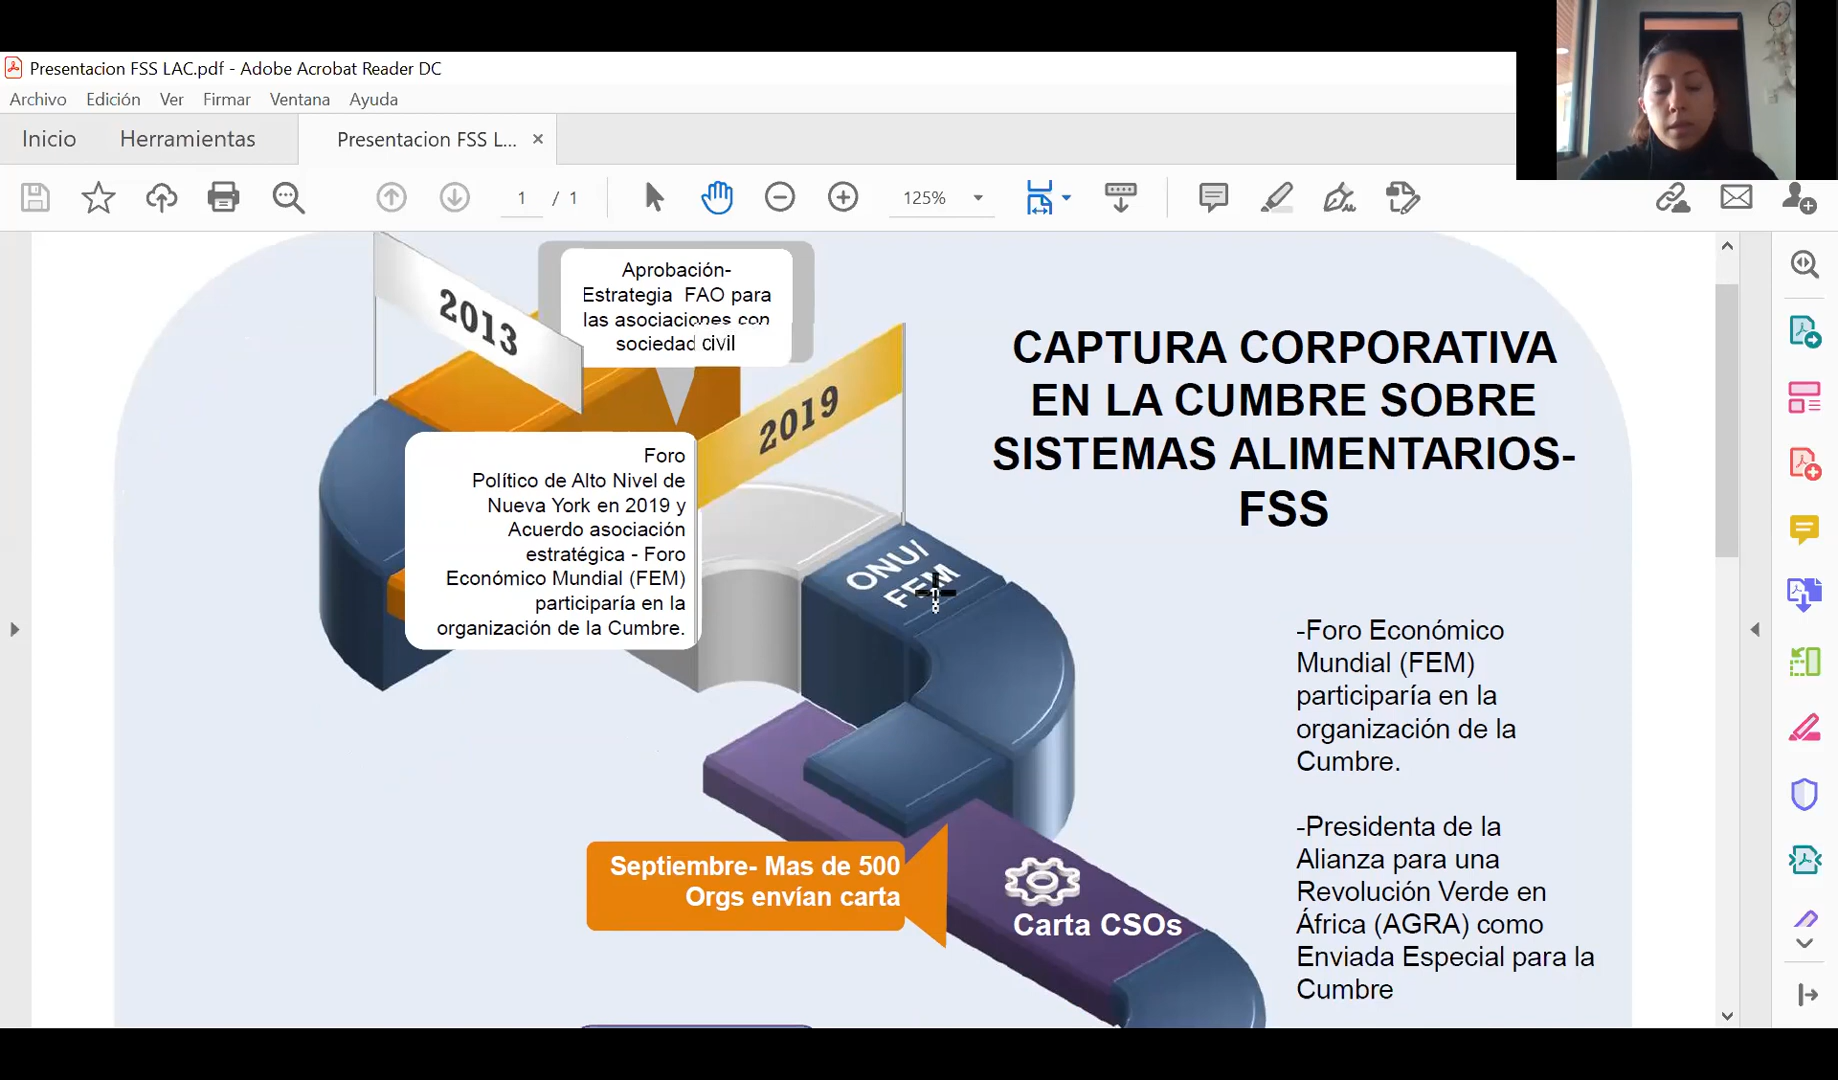 Presentacion FSS LAC.pdf - Adobe Acrobat Reader DC
Archivo Edición Ver Firmar Ventana Ayuda
Inicio Herramientas Presentacion FSS L... ×
1 / 1 125%
2013
Aprobación-
Estrategia FAO para
las asociaciones con
sociedad civil
2019
Foro
Político de Alto Nivel de
Nueva York en 2019 y
Acuerdo asociación
estratégica - Foro
Económico Mundial (FEM)
participaría en la
organización de la Cumbre.
ONU/
FEM
CAPTURA CORPORATIVA
EN LA CUMBRE SOBRE
SISTEMAS ALIMENTARIOS-
FSS
-Foro Económico
Mundial (FEM)
participaría en la
organización de la
Cumbre.
-Presidenta de la
Alianza para una
Revolución Verde en
África (AGRA) como
Enviada Especial para la
Cumbre
Septiembre- Mas de 500
Orgs envían carta
Carta CSOs